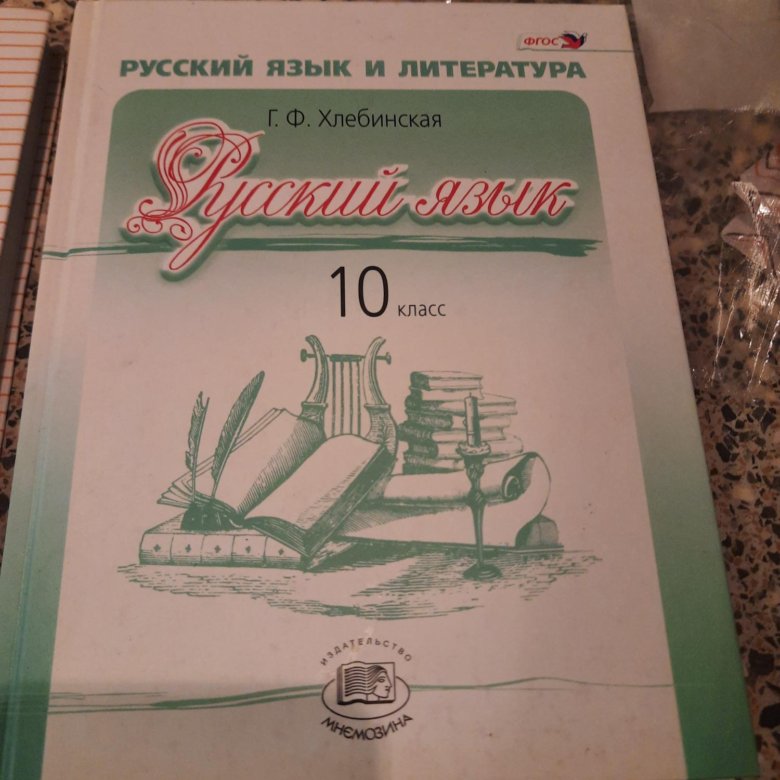 ФГОС
РУССКИЙ ЯЗЫК И ЛИТЕРАТУРА
Г. Ф. Хлебинская
Русский язык
10 класс
ИЗДАТЕЛЬСТВО
МНЕМОЗИНА